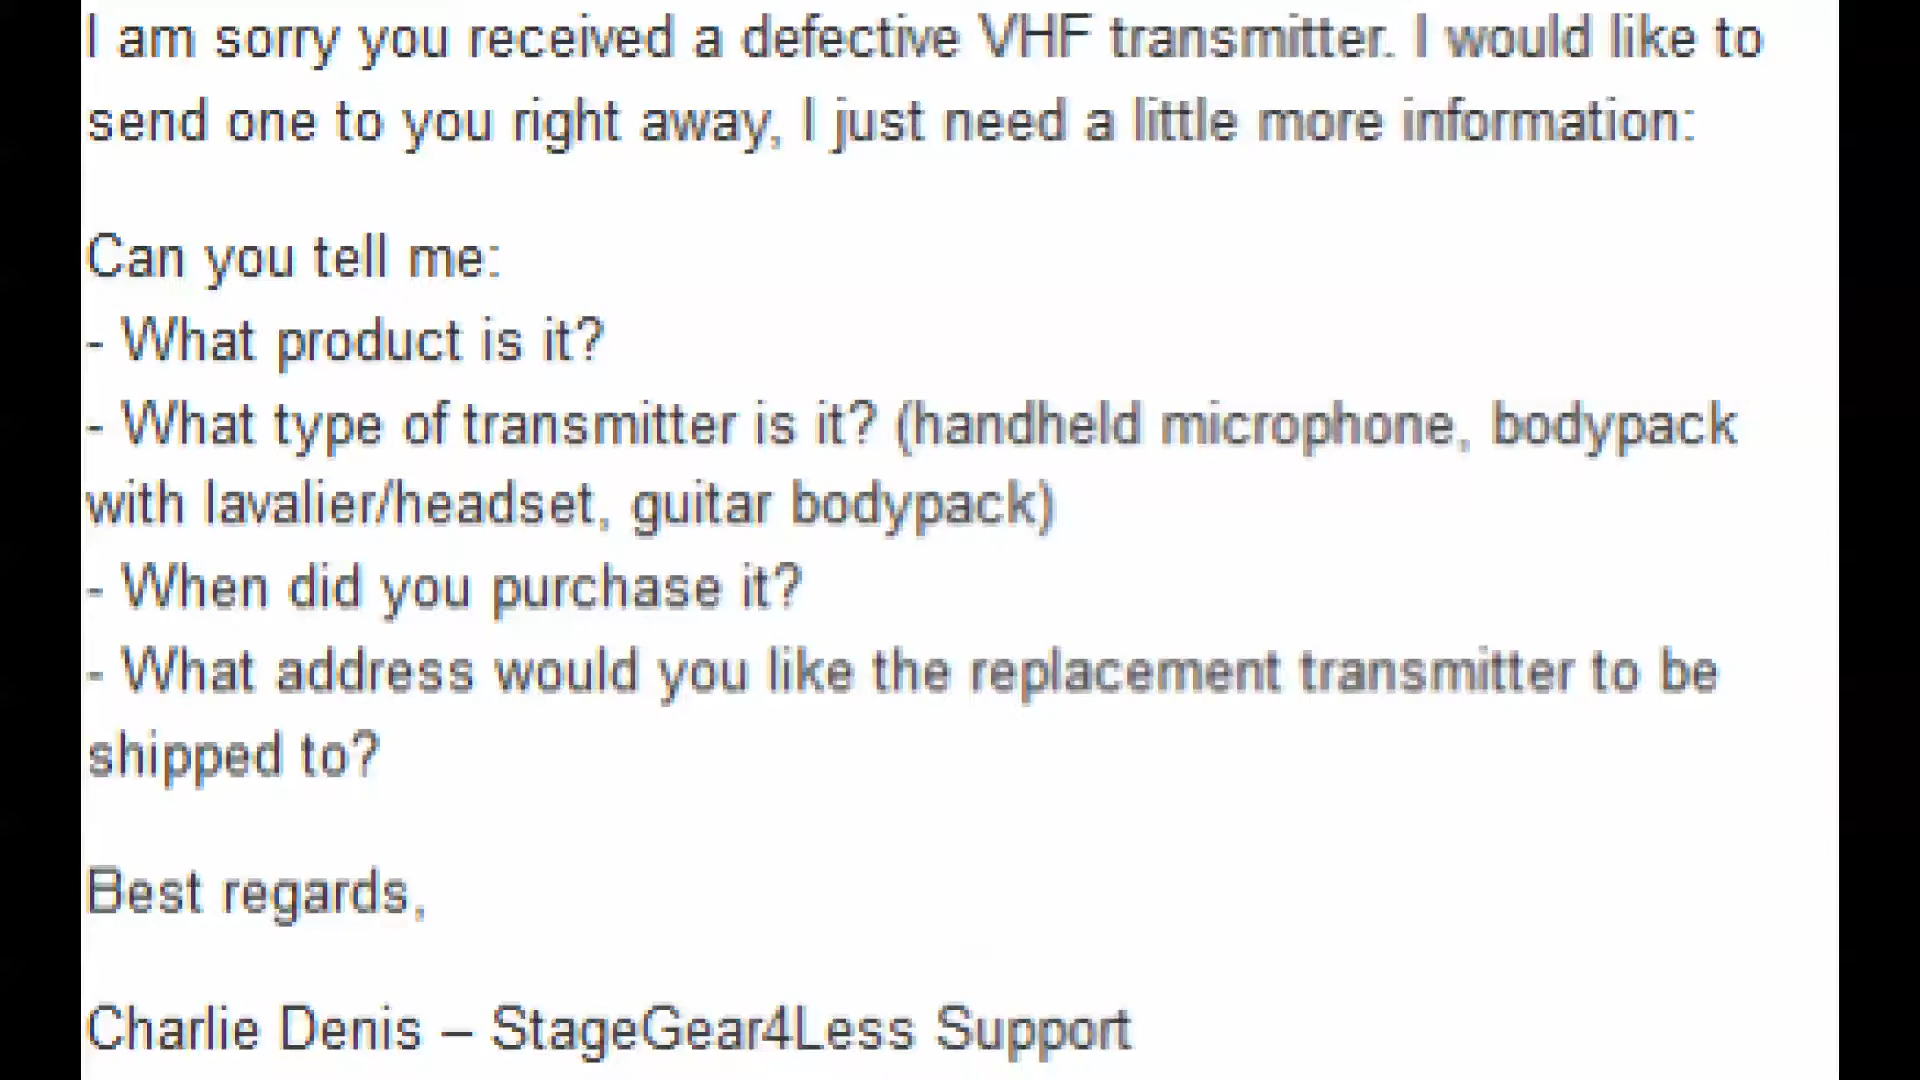 I am sorry you received a defective VHF transmitter. I would like to
send one to you right away, I just need a little more information:
Can you tell me:
- What product is it?
- What type of transmitter is it? (handheld microphone, bodypack
with lavalier/headset, guitar bodypack)
- When did you purchase it?
- What address would you like the replacement transmitter to be
shipped to?
Best regards,
Charlie Denis – StageGear4Less Support